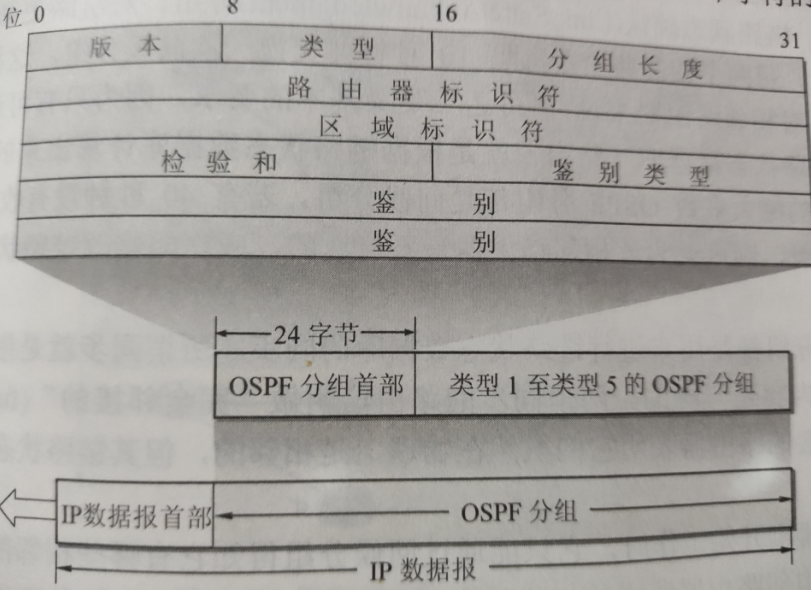 位 0 8 16 31
版本 类型 分组长度
路由器标识符
区域标识符
检验和 鉴别类型
鉴别
鉴别
24 字节
OSPF 分组首部 类型 1 至类型 5 的 OSPF 分组
IP数据报首部 OSPF 分组
IP 数据报